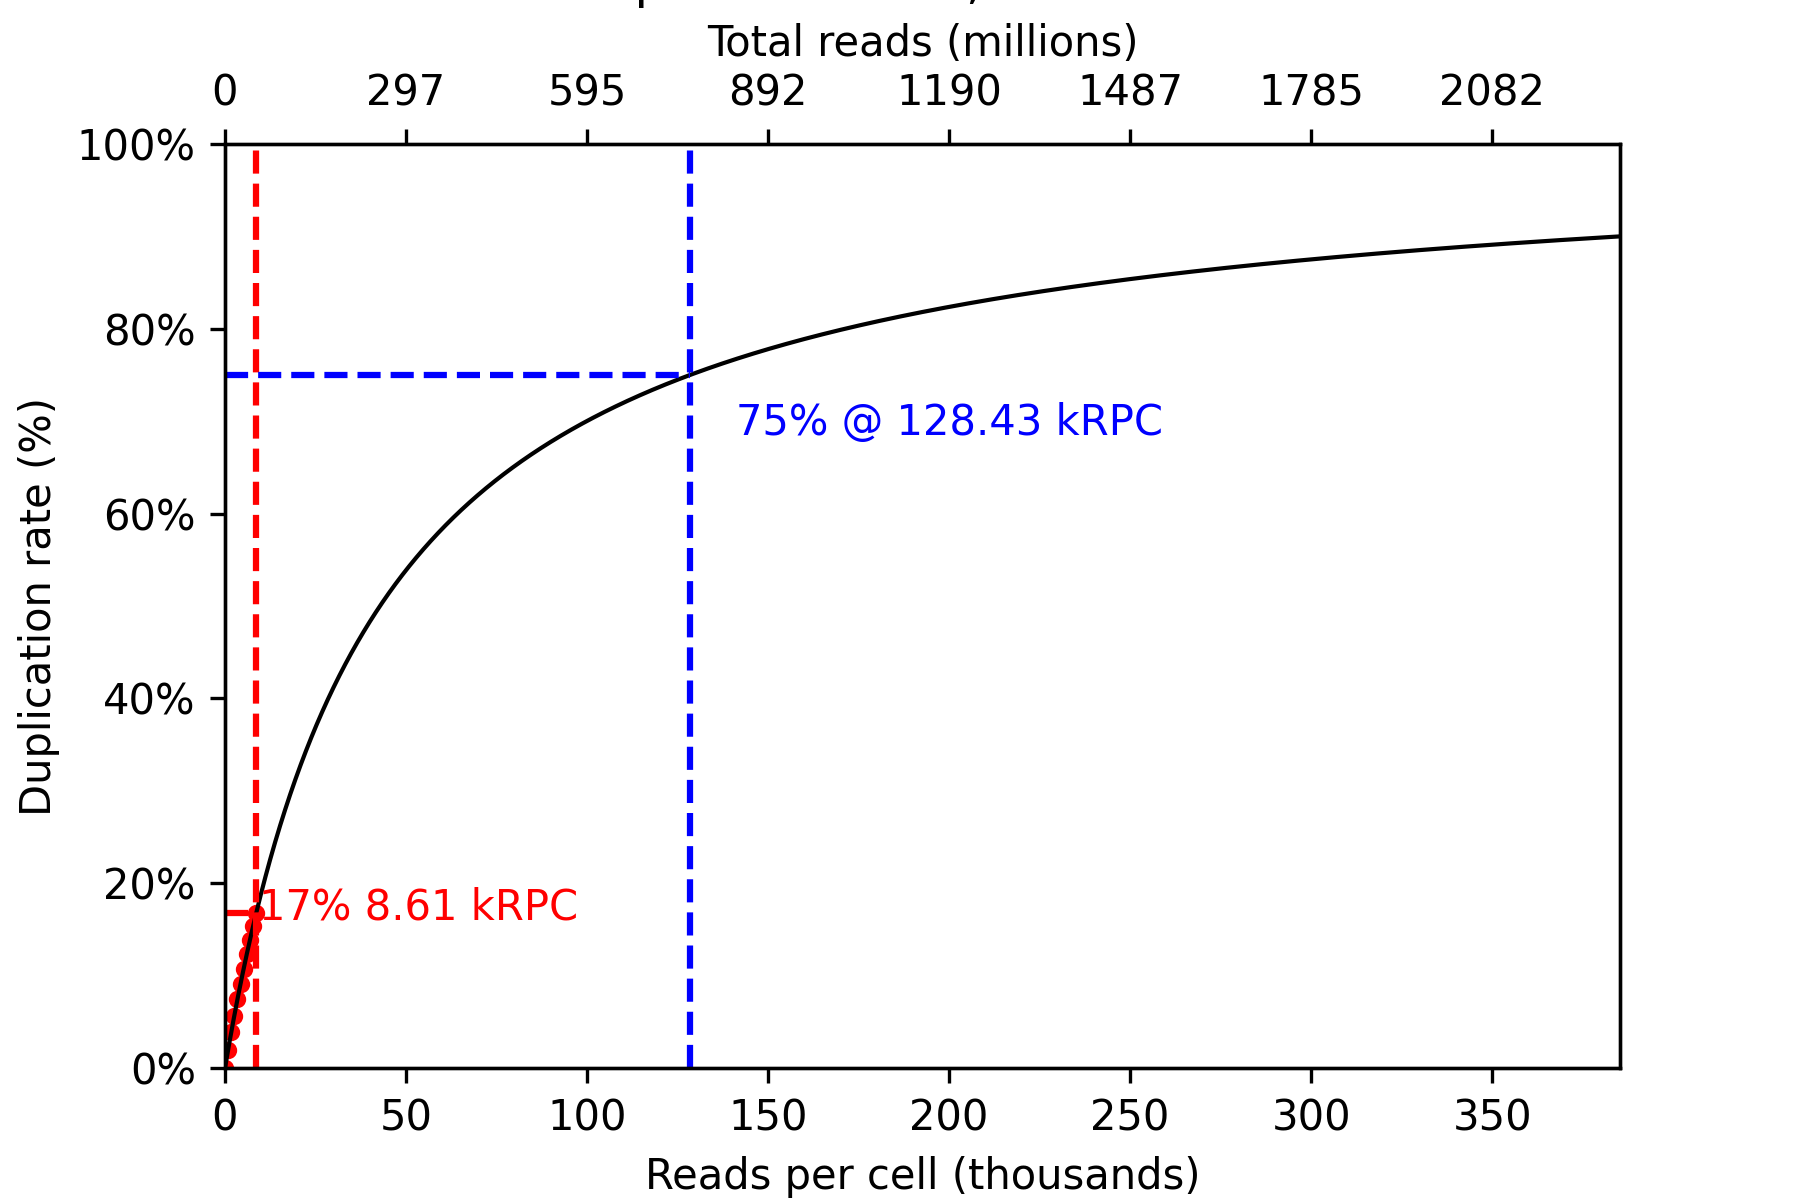 Total reads (millions)
0 297 595 892 1190 1487 1785 2082
100%
80%
60%
40%
20%
0%
Duplication rate (%)
75% @ 128.43 kRPC
17% 8.61 kRPC
0 50 100 150 200 250 300 350
Reads per cell (thousands)